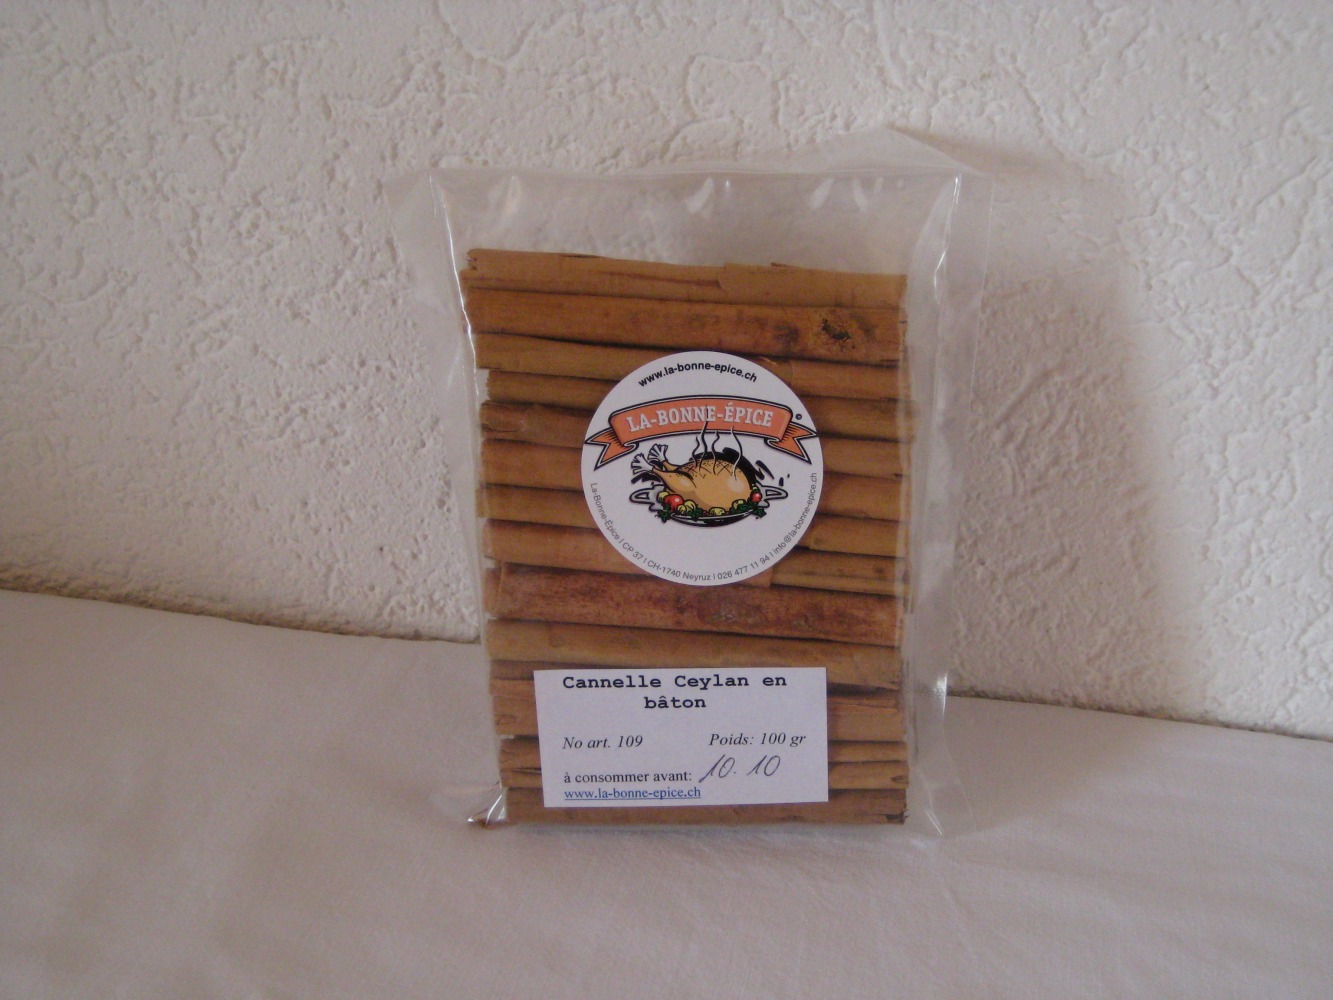 www.la-bonne-epice.ch
LA-BONNE-ÉPICE ©
La-Bonne-Épice | CP 37 | CH-1740 Neyruz | 026 477 11 94 | info@la-bonne-epice.ch
Cannelle Ceylan en
bâton
No art. 109 Poids: 100 gr
à consommer avant: 10. 10
www.la-bonne-epice.ch